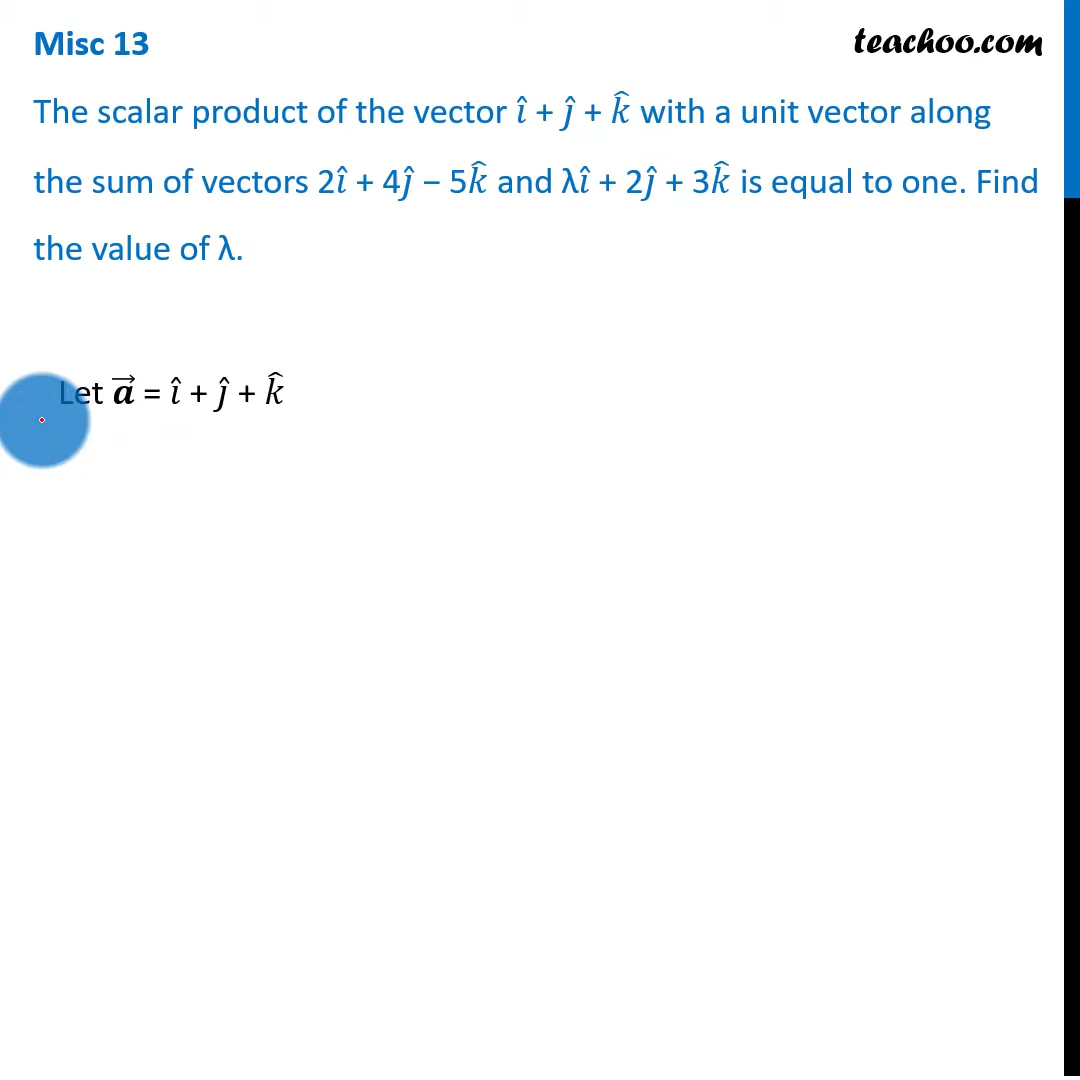 Misc 13
teachoo.com
The scalar product of the vector 𝑖̂ + 𝑗̂ + 𝑘̂ with a unit vector along
the sum of vectors 2𝑖̂ + 4𝑗̂ − 5𝑘̂ and λ𝑖̂ + 2𝑗̂ + 3𝑘̂ is equal to one. Find
the value of λ.
Let 𝒂⃗ = 𝑖̂ + 𝑗̂ + 𝑘̂